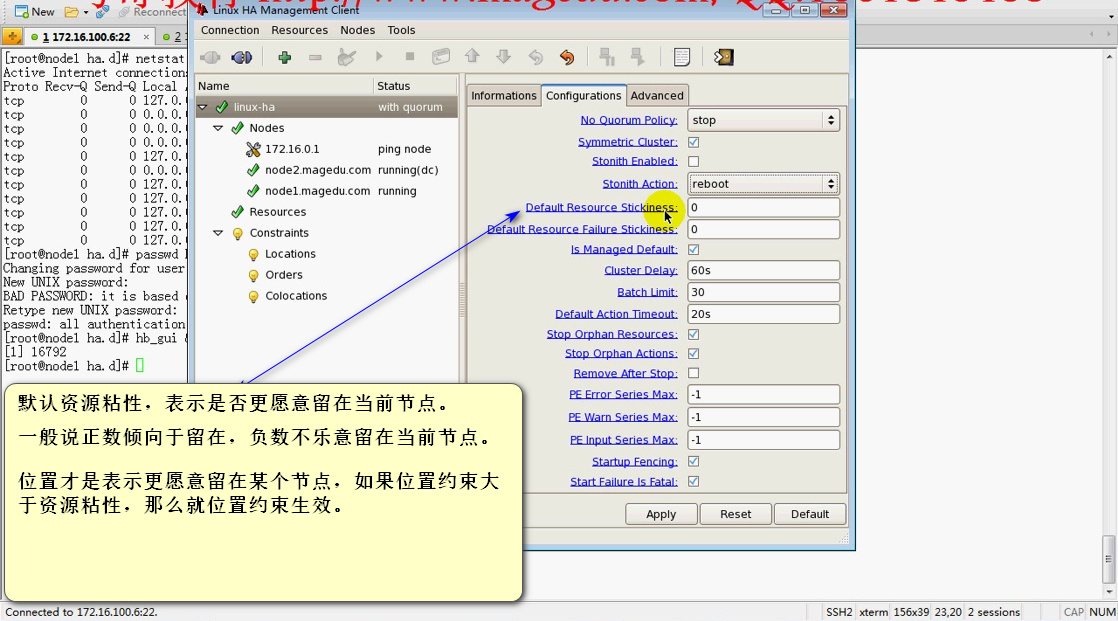 http://www.magedu.com, QQ
New
Reconnect
1 172.16.100.6:22
2
[root@node1 ha.d]# netstat
Active Internet connections
Proto Recv-Q Send-Q Local A
tcp 0 0 127.0.
tcp 0 0 0.0.0.
tcp 0 0 0.0.0.
tcp 0 0 0.0.0.
tcp 0 0 127.0.
tcp 0 0 0.0.0.
tcp 0 0 127.0.
tcp 0 0 127.0.
tcp 0 0 127.0.
tcp 0 0 127.0.
tcp 0 0 127.0.
[root@node1 ha.d]# passwd
Changing password for user
New UNIX password:
BAD PASSWORD: it is based
Retype new UNIX password:
passwd: all authentication
[root@node1 ha.d]# hb_gui &
[1] 16792
[root@node1 ha.d]#
Linux HA Management Client
Connection Resources Nodes Tools
Name Status
linux-ha with quorum
Nodes
172.16.0.1 ping node
node2.magedu.com running(dc)
node1.magedu.com running
Resources
Constraints
Locations
Orders
Colocations
Informations Configurations Advanced
No Quorum Policy: stop
Symmetric Cluster:
Stonith Enabled:
Stonith Action: reboot
Default Resource Stickiness: 0
Default Resource Failure Stickiness: 0
Is Managed Default:
Cluster Delay: 60s
Batch Limit: 30
Default Action Timeout: 20s
Stop Orphan Resources:
Stop Orphan Actions:
Remove After Stop:
PE Error Series Max: -1
PE Warn Series Max: -1
PE Input Series Max: -1
Startup Fencing:
Start Failure Is Fatal:
Apply Reset Default
默认资源粘性，表示是否更愿意留在当前节点。
一般说正数倾向于留在，负数不乐意留在当前节点。
位置才是表示更愿意留在某个节点，如果位置约束大
于资源粘性，那么就位置约束生效。
Connected to 172.16.100.6:22.
SSH2 xterm 156x39 23,20 2 sessions CAP NUM